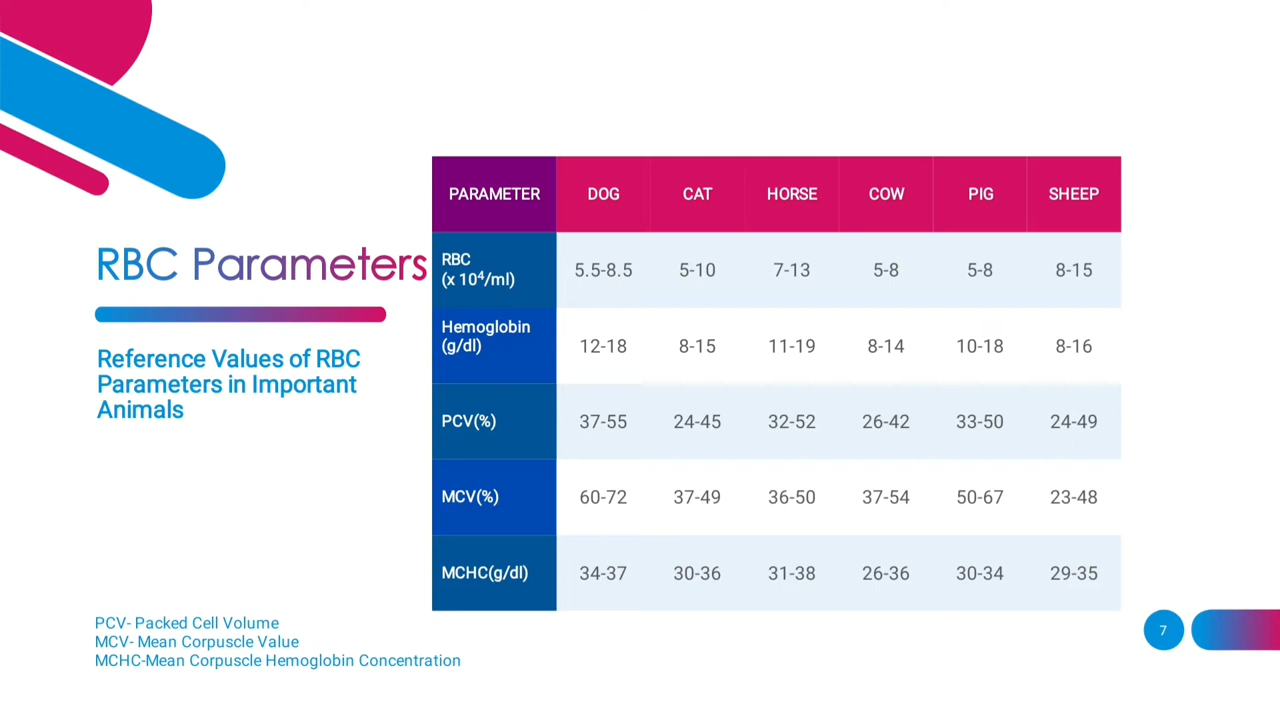 RBC Parameters
Reference Values of RBC
Parameters in Important
Animals
PARAMETER DOG CAT HORSE COW PIG SHEEP
RBC
(x 10⁴/ml) 5.5-8.5 5-10 7-13 5-8 5-8 8-15
Hemoglobin
(g/dl) 12-18 8-15 11-19 8-14 10-18 8-16
PCV(%) 37-55 24-45 32-52 26-42 33-50 24-49
MCV(%) 60-72 37-49 36-50 37-54 50-67 23-48
MCHC(g/dl) 34-37 30-36 31-38 26-36 30-34 29-35
PCV- Packed Cell Volume
MCV- Mean Corpuscle Value
MCHC-Mean Corpuscle Hemoglobin Concentration
7